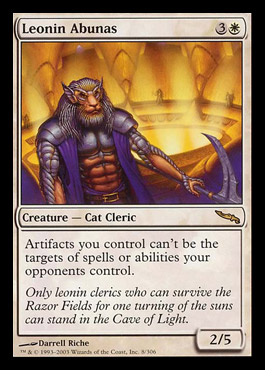 Leonin Abunas 3
Creature — Cat Cleric
Artifacts you control can't be the
targets of spells or abilities your
opponents control.
Only leonin clerics who can survive the
Razor Fields for one turning of the suns
can stand in the Cave of Light.
Darrell Riche
™ & © 1993–2003 Wizards of the Coast, Inc. 8/306
2/5